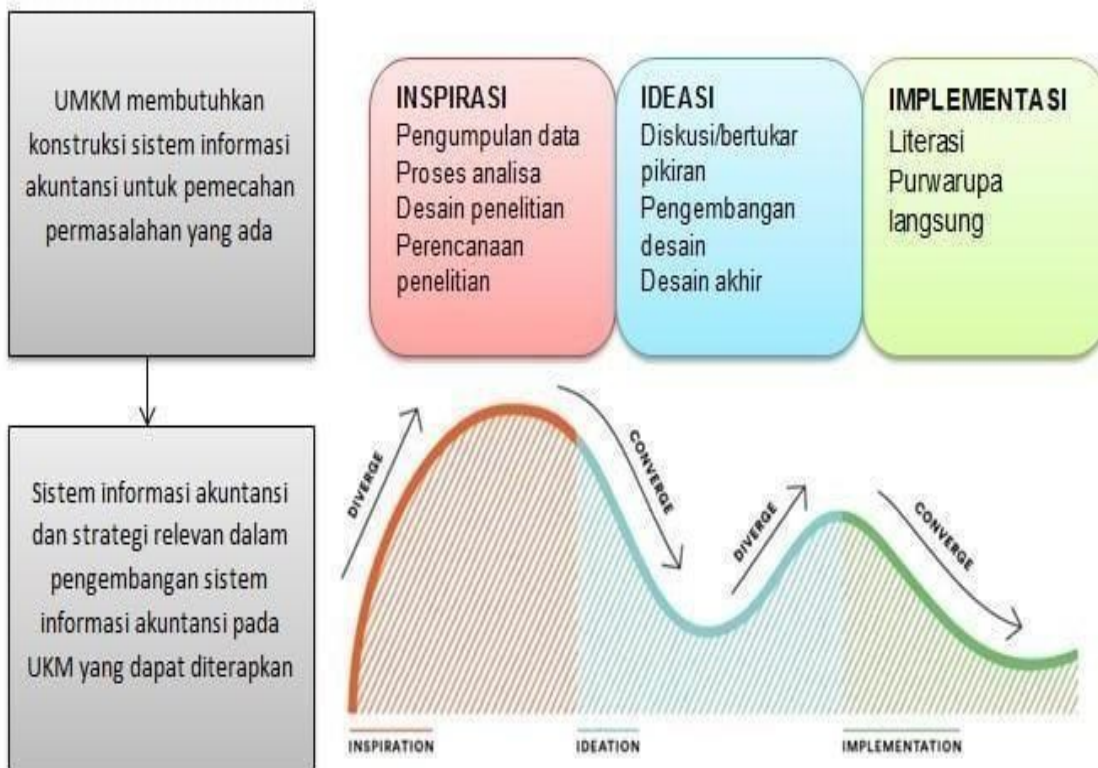 UMKM membutuhkan
konstruksi sistem informasi
akuntansi untuk pemecahan
permasalahan yang ada
Sistem informasi akuntansi
dan strategi relevan dalam
pengembangan sistem
informasi akuntansi pada
UKM yang dapat diterapkan
INSPIRASI
Pengumpulan data
Proses analisa
Desain penelitian
Perencanaan
penelitian
IDEASI
Diskusi/bertukar
pikiran
Pengembangan
desain
Desain akhir
IMPLEMENTASI
Literasi
Purwarupa
langsung
DIVERGE
CONVERGE
DIVERGE
CONVERGE
INSPIRATION
IDEATION
IMPLEMENTATION